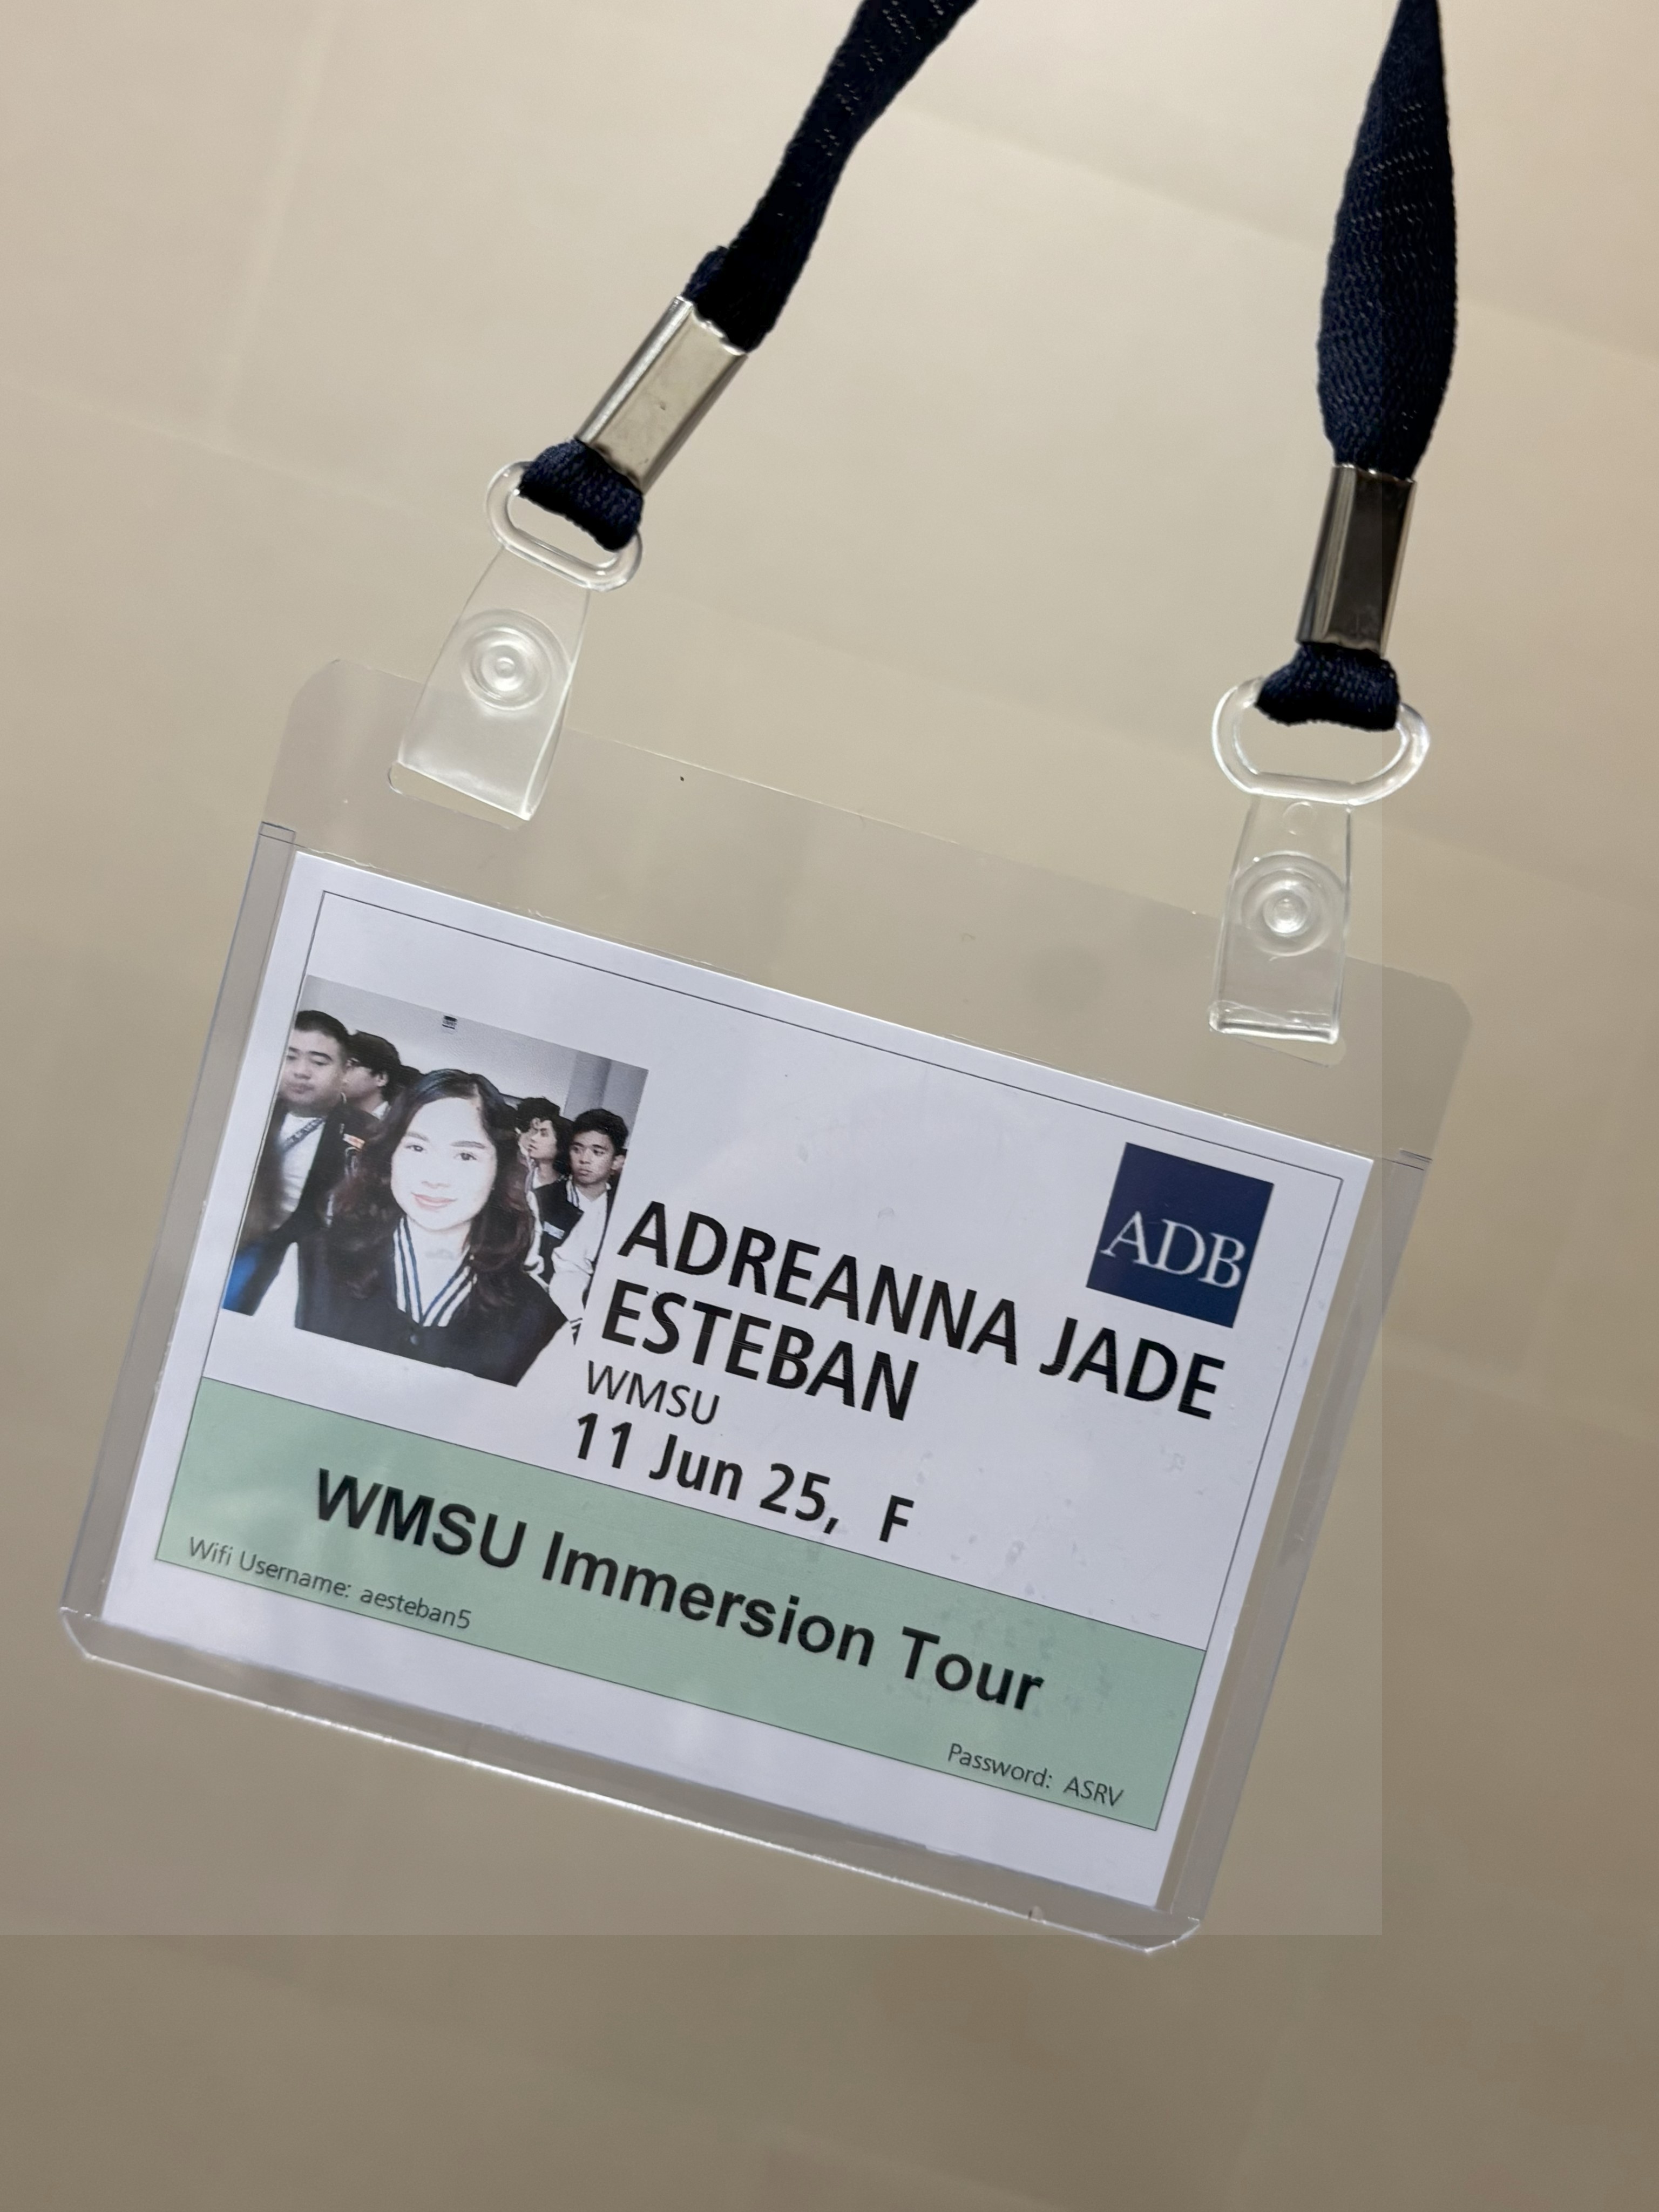 ADB
ADREANNA JADE
ESTEBAN
WMSU
11 Jun 25, F
WMSU Immersion Tour
Wifi Username: aesteban5
Password: ASRV